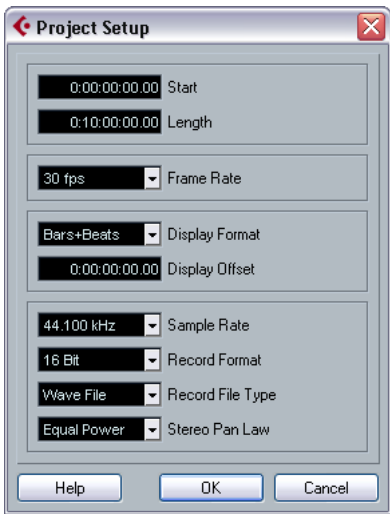 Project Setup
0:00:00:00.00 Start
0:10:00:00.00 Length
30 fps Frame Rate
Bars+Beats Display Format
0:00:00:00.00 Display Offset
44.100 kHz Sample Rate
16 Bit Record Format
Wave File Record File Type
Equal Power Stereo Pan Law
Help OK Cancel